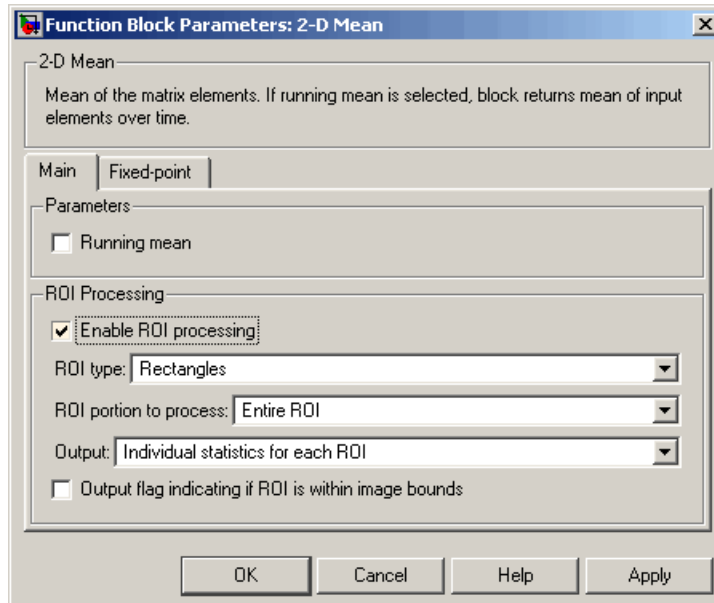 Function Block Parameters: 2-D Mean
2-D Mean
Mean of the matrix elements. If running mean is selected, block returns mean of input
elements over time.
Main Fixed-point
Parameters
Running mean
ROI Processing
Enable ROI processing
ROI type: Rectangles
ROI portion to process: Entire ROI
Output: Individual statistics for each ROI
Output flag indicating if ROI is within image bounds
OK Cancel Help Apply